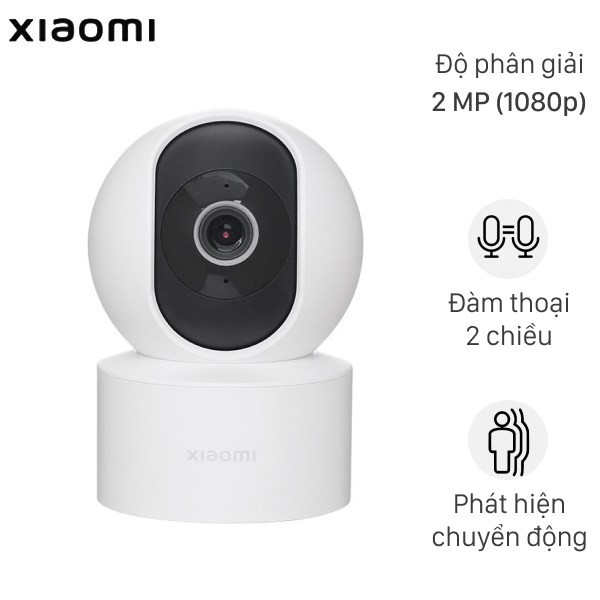 xiaomi
Độ phân giải
2 MP (1080p)
Đàm thoại
2 chiều
xiaomi
Phát hiện
chuyển động